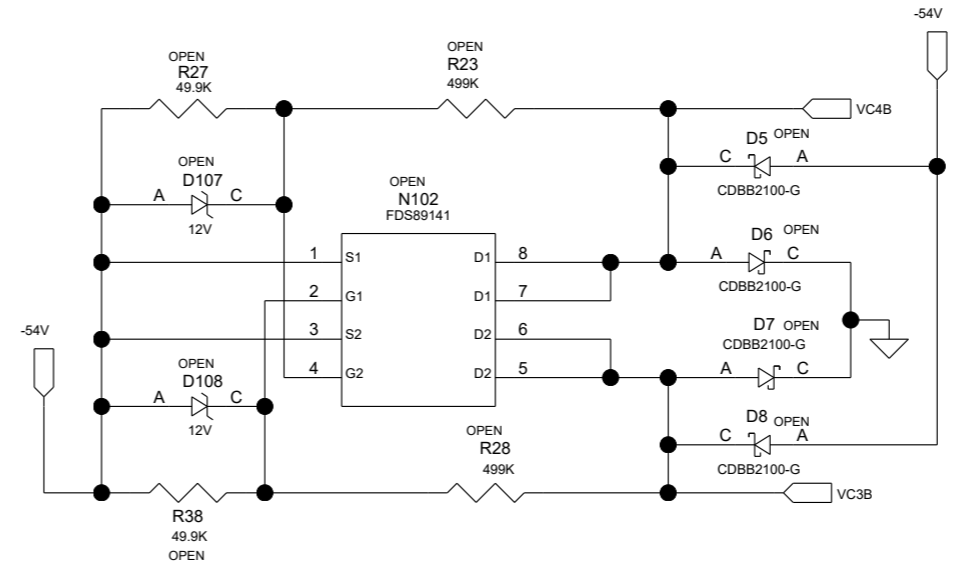 -54V
OPEN
R27
49.9K
OPEN
R23
499K
VC4B
D5 OPEN
C A
CDBB2100-G
OPEN
D107
A C
12V
OPEN
N102
FDS89141
1 S1 D1 8
2 G1 D1 7
3 S2 D2 6
4 G2 D2 5
D6 OPEN
A C
CDBB2100-G
D7 OPEN
CDBB2100-G
A C
-54V
OPEN
D108
A C
12V
D8 OPEN
C A
CDBB2100-G
OPEN
R28
499K
VC3B
R38
49.9K
OPEN